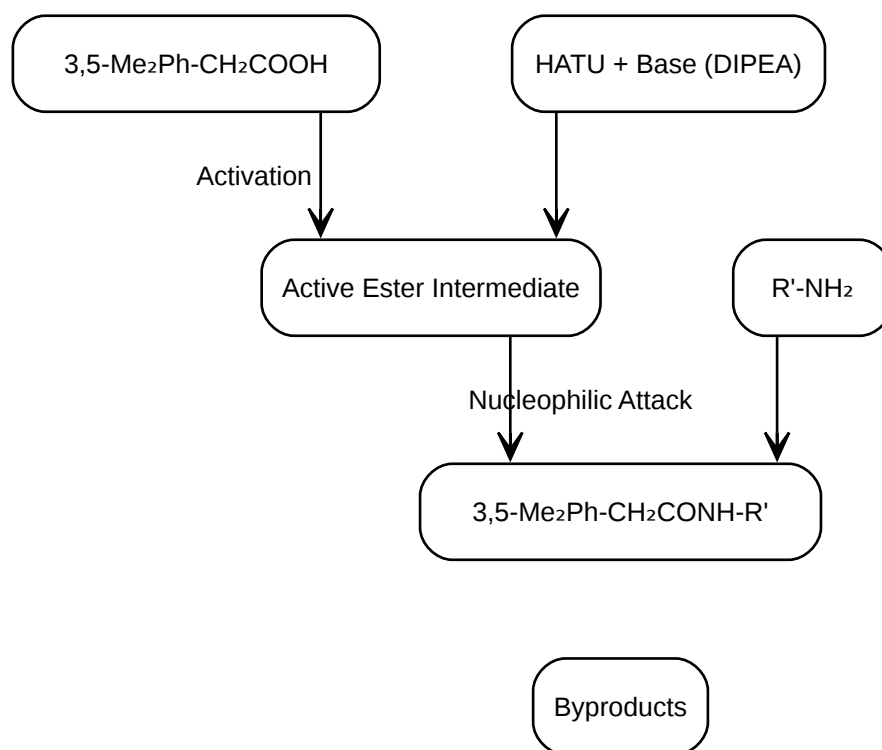 3,5-Me₂Ph-CH₂COOH
HATU + Base (DIPEA)
Activation
Active Ester Intermediate
R'-NH₂
Nucleophilic Attack
3,5-Me₂Ph-CH₂CONH-R'
Byproducts